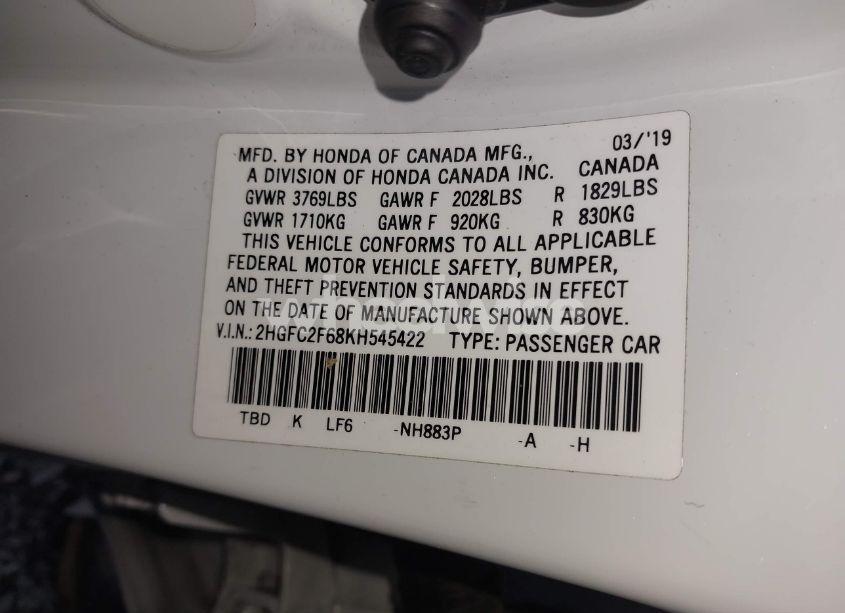 MFD. BY HONDA OF CANADA MFG., 03/'19
A DIVISION OF HONDA CANADA INC. CANADA
GVWR 3769LBS GAWR F 2028LBS R 1829LBS
GVWR 1710KG GAWR F 920KG R 830KG
THIS VEHICLE CONFORMS TO ALL APPLICABLE
FEDERAL MOTOR VEHICLE SAFETY, BUMPER,
AND THEFT PREVENTION STANDARDS IN EFFECT
ON THE DATE OF MANUFACTURE SHOWN ABOVE.
V.I.N.: 2HGFC2F68KH545422 TYPE: PASSENGER CAR
TBD K LF6 -NH883P -A -H